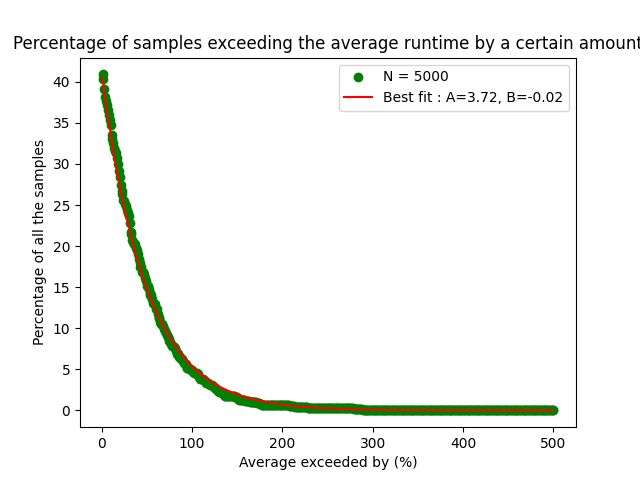 Percentage of samples exceeding the average runtime by a certain amount
N = 5000
Best fit : A=3.72, B=-0.02
Percentage of all the samples
40
35
30
25
20
15
10
5
0
0 100 200 300 400 500
Average exceeded by (%)